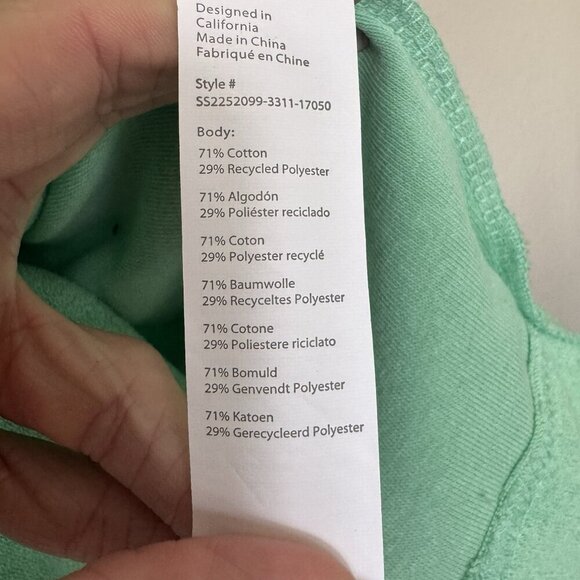 Designed in
California
Made in China
Fabriqué en Chine
Style #
SS2252099-3311-17050
Body:
71% Cotton
29% Recycled Polyester
71% Algodón
29% Poliéster reciclado
71% Coton
29% Polyester recyclé
71% Baumwolle
29% Recyceltes Polyester
71% Cotone
29% Poliestere riciclato
71% Bomuld
29% Genvendt Polyester
71% Katoen
29% Gerecycleerd Polyester